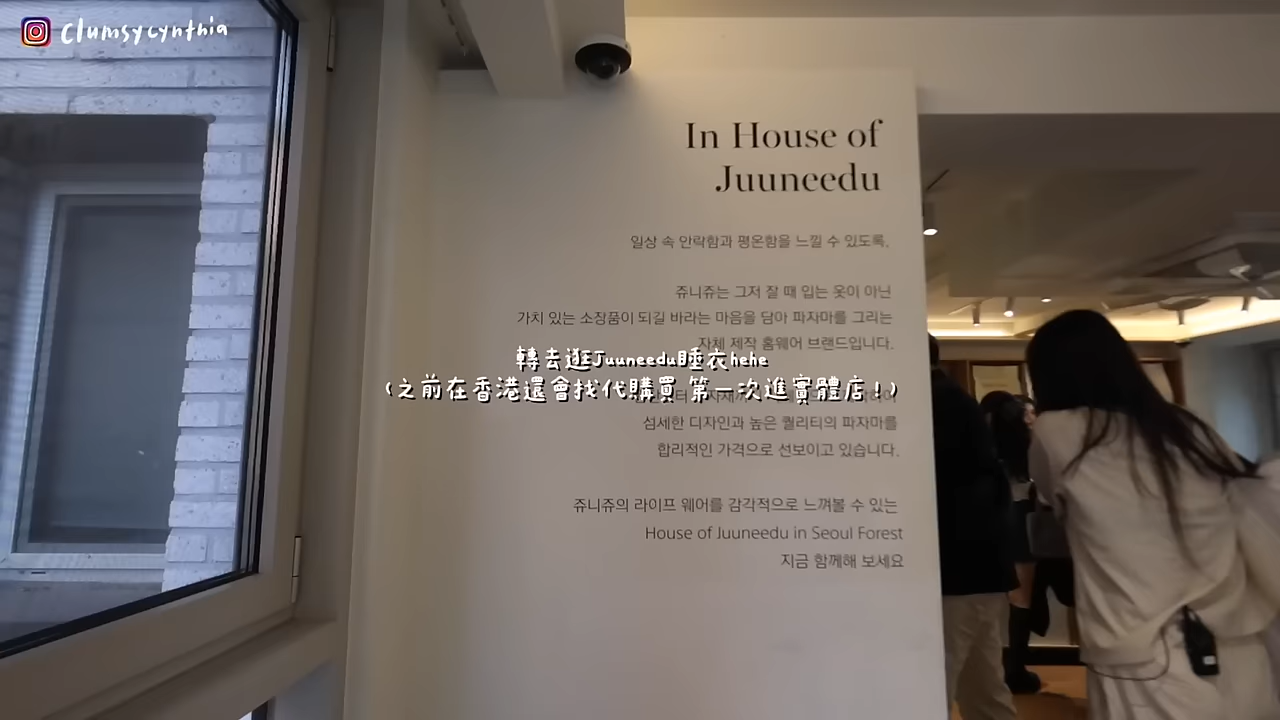 Clumsycynthia
In House of
Juuneedu
일상 속 안락함과 평온함을 느낄 수 있도록,
쥬니쥬는 그저 잘 때 입는 옷이 아닌
가치 있는 소장품이 되길 바라는 마음을 담아 파자마를 그리는
자체 제작 홈웨어 브랜드입니다.
轉去逛Juuneedu睡衣hehe
(之前在香港還會找代購買 第一次進實體店!)
섬세한 디자인과 높은 퀄리티의 파자마를
합리적인 가격으로 선보이고 있습니다.
쥬니쥬의 라이프 웨어를 감각적으로 느껴볼 수 있는
House of Juuneedu in Seoul Forest
지금 함께해 보세요